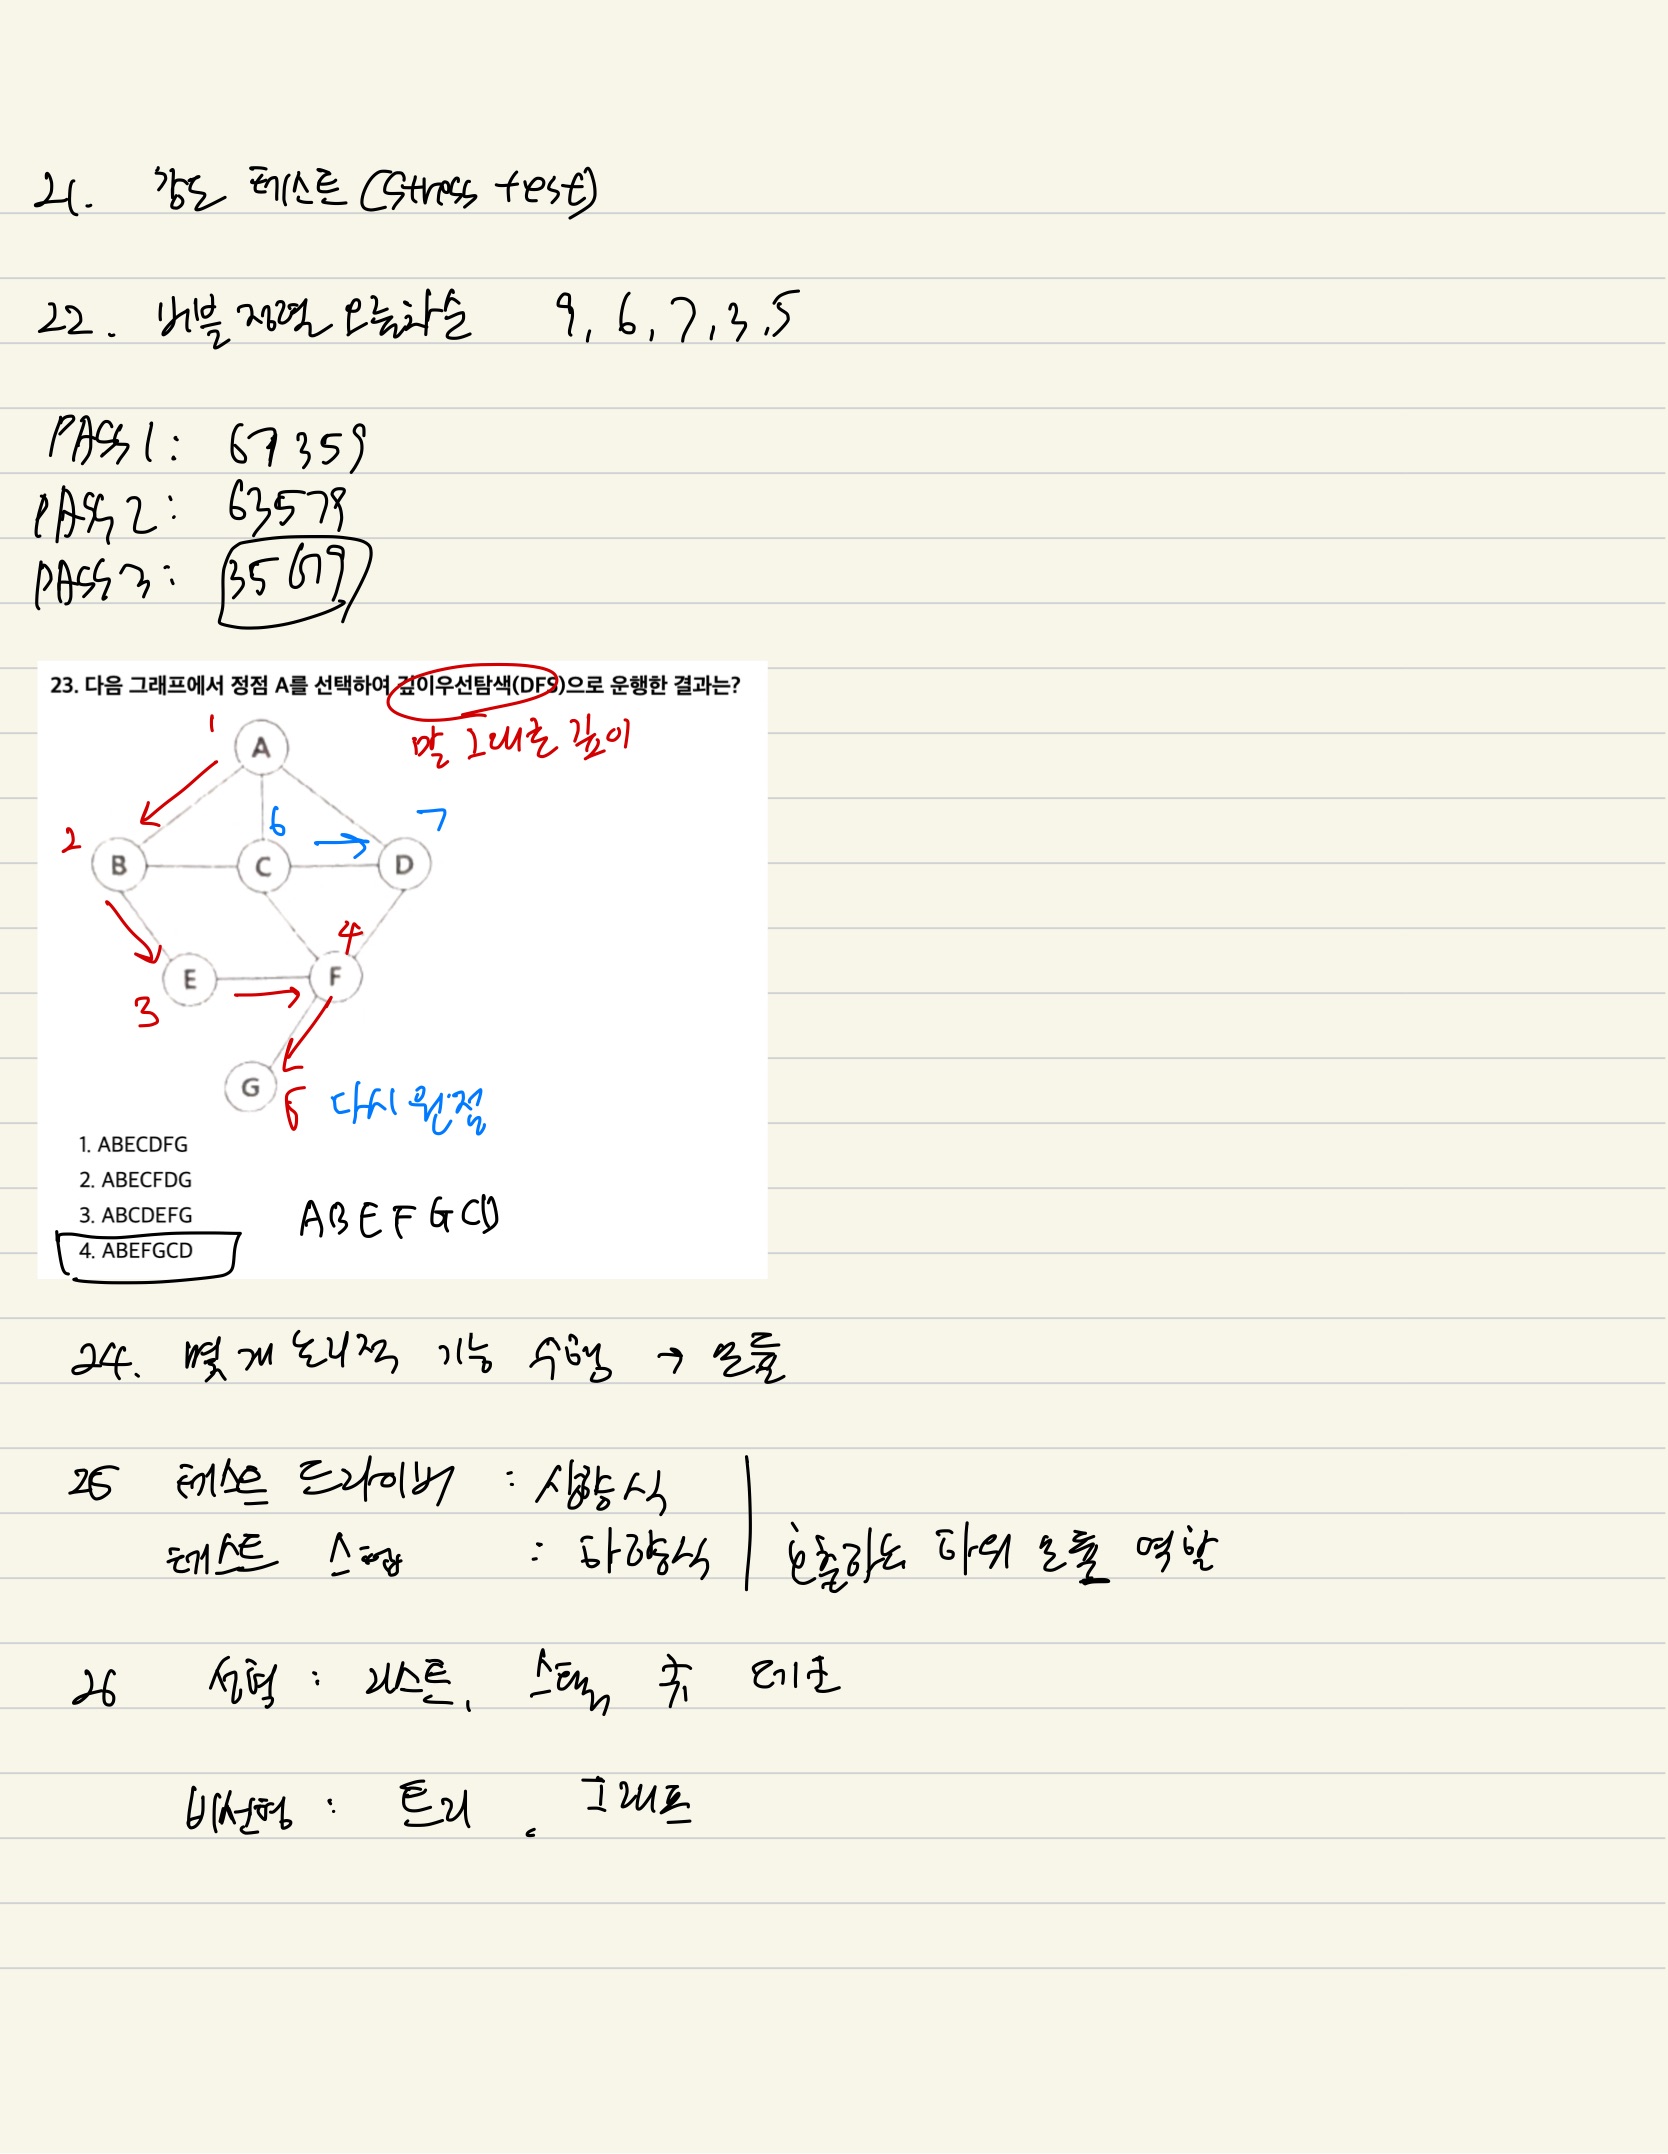 21. 강도 테스트 (Stress test)
22. 버블 정렬 오름차순 9, 6, 7, 3, 5
PASS 1: 67359
PASS 2: 63579
PASS 3: 35679
23. 다음 그래프에서 정점 A를 선택하여 깊이우선탐색(DFS)으로 운행한 결과는?
말 그대로 깊이
1
A
6
7
2
B
C
D
4
E
F
3
G
5 다시 원점
1. ABECDFG
2. ABECFDG
3. ABCDEFG
ABEFGCD
4. ABEFGCD
24. 몇 개 논리적 기능 수행 → 모듈
25 테스트 드라이버 : 상향식
테스트 스텁 : 하향식 호출하는 하위 모듈 역할
26 선형 : 리스트, 스택, 큐, 데크
비선형 : 트리, 그래프